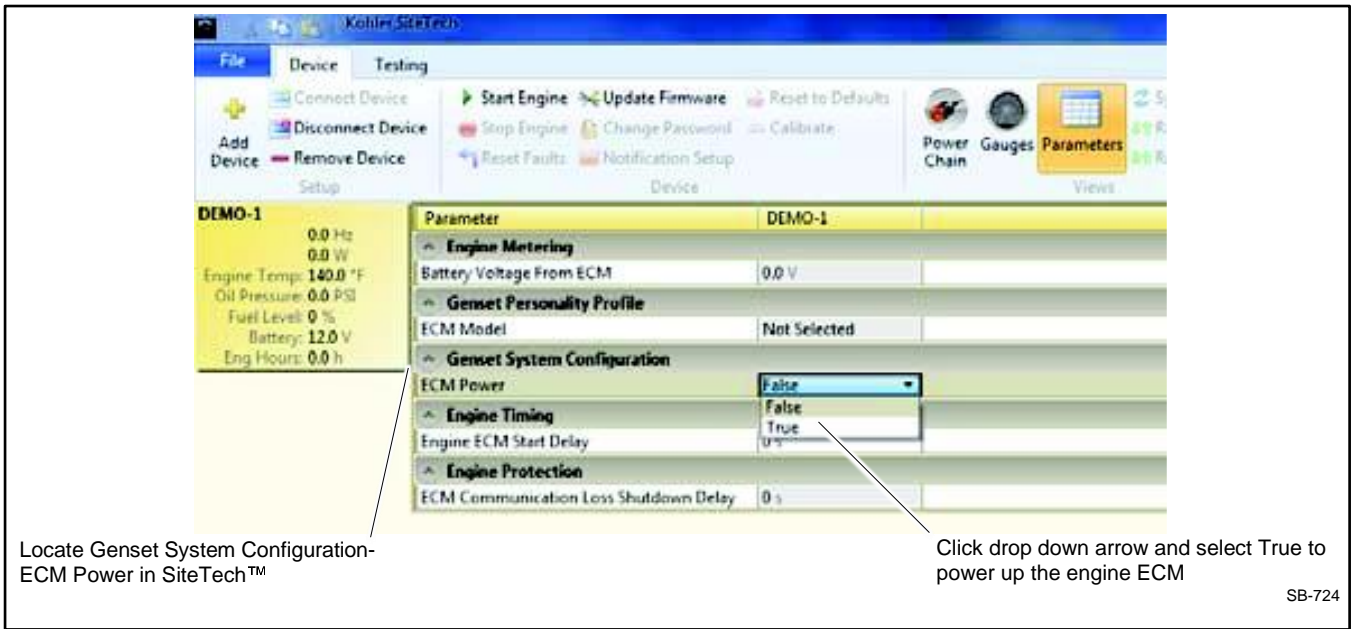 Kohler SiteTech
File Device Testing
Add Device
Connect Device
Disconnect Device
Remove Device
Setup
Start Engine Update Firmware Reset to Defaults
Stop Engine Change Password Calibrate
Reset Faults Notification Setup
Device
Power Chain
Gauges
Parameters
Views
DEMO-1
0.0 Hz
0.0 W
Engine Temp: 140.0 °F
Oil Pressure: 0.0 PSI
Fuel Level: 0 %
Battery: 12.0 V
Eng Hours: 0.0 h
Parameter DEMO-1
Engine Metering
Battery Voltage From ECM 0.0 V
Genset Personality Profile
ECM Model Not Selected
Genset System Configuration
ECM Power False
False
True
Engine Timing
Engine ECM Start Delay 0 s
Engine Protection
ECM Communication Loss Shutdown Delay 0 s
Locate Genset System Configuration-
ECM Power in SiteTech™
Click drop down arrow and select True to
power up the engine ECM
SB-724